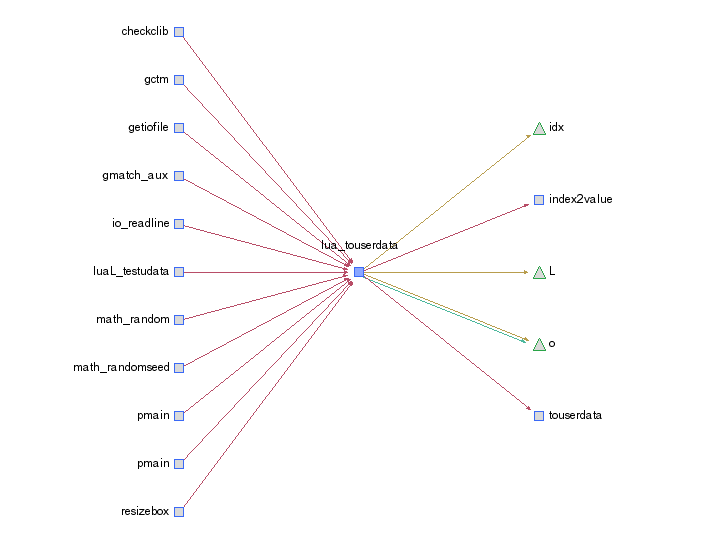 checkclib
gctm
getiofile
gmatch_aux
io_readline
luaL_testudata
math_random
math_randomseed
pmain
pmain
resizebox
lua_touserdata
idx
index2value
L
o
touserdata